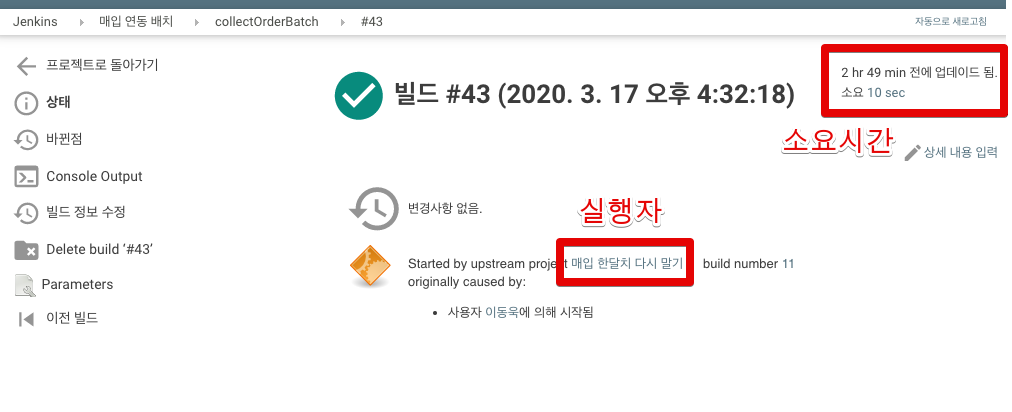 Jenkins 매입 연동 배치 collectOrderBatch #43 자동으로 새로고침
프로젝트로 돌아가기
상태
바뀐점
Console Output
빌드 정보 수정
Delete build ‘#43’
Parameters
이전 빌드
빌드 #43 (2020. 3. 17 오후 4:32:18)
2 hr 49 min 전에 업데이트 됨.
소요 10 sec
소요시간
상세 내용 입력
변경사항 없음.
실행자
Started by upstream project 매입 한달치 다시 말기 build number 11
originally caused by:
• 사용자 이동욱에 의해 시작됨